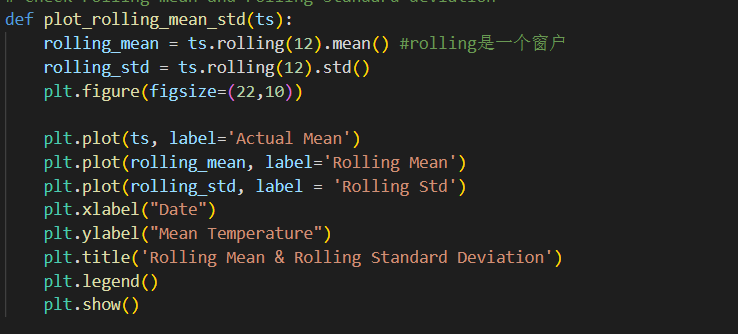 # Check rolling mean and rolling standard deviation
def plot_rolling_mean_std(ts):
    rolling_mean = ts.rolling(12).mean() #rolling是一个窗户
    rolling_std = ts.rolling(12).std()
    plt.figure(figsize=(22,10))

    plt.plot(ts, label='Actual Mean')
    plt.plot(rolling_mean, label='Rolling Mean')
    plt.plot(rolling_std, label = 'Rolling Std')
    plt.xlabel("Date")
    plt.ylabel("Mean Temperature")
    plt.title('Rolling Mean & Rolling Standard Deviation')
    plt.legend()
    plt.show()